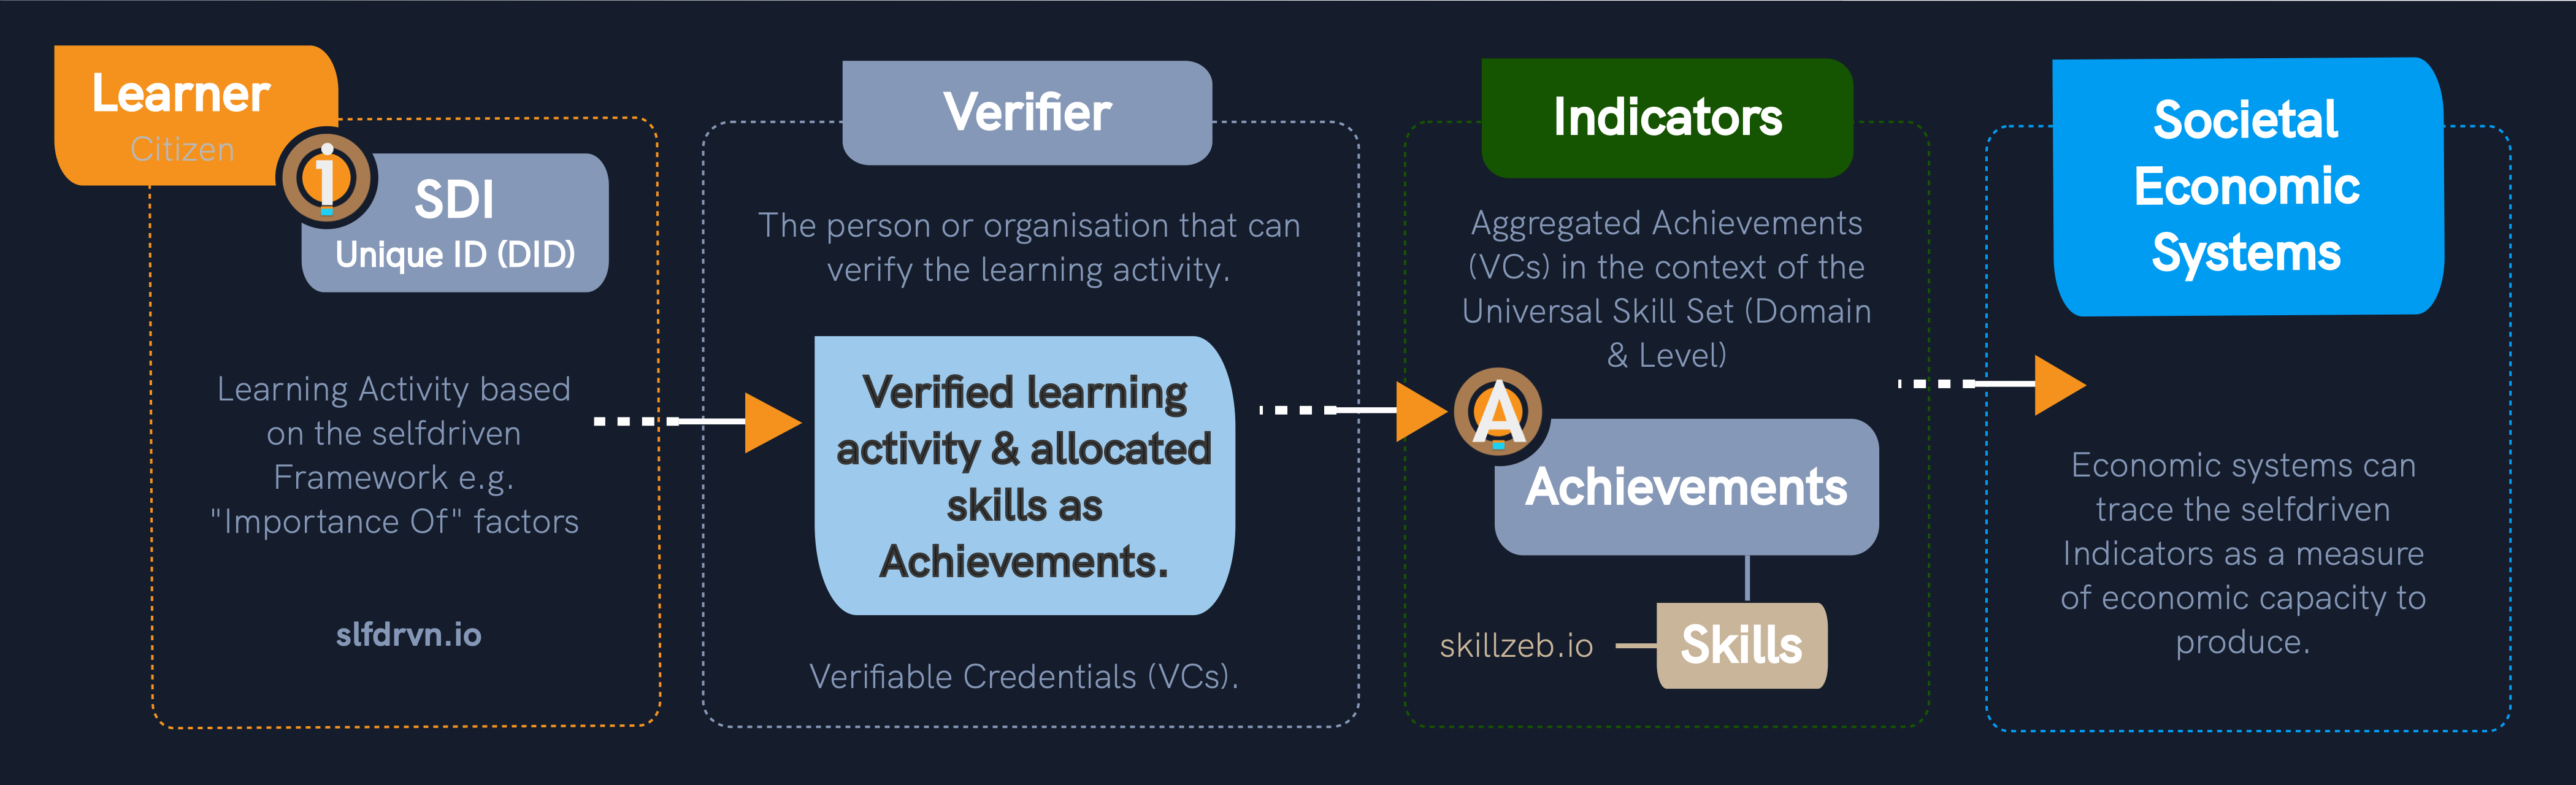 Learner
Citizen
i
SDI
Unique ID (DID)
Learning Activity based
on the selfdriven
Framework e.g.
"Importance Of" factors
slfdrvn.io
Verifier
The person or organisation that can
verify the learning activity.
Verified learning
activity & allocated
skills as
Achievements.
Verifiable Credentials (VCs).
Indicators
Aggregated Achievements
(VCs) in the context of the
Universal Skill Set (Domain
& Level)
A
Achievements
skillzeb.io
Skills
Societal
Economic
Systems
Economic systems can
trace the selfdriven
Indicators as a measure
of economic capacity to
produce.